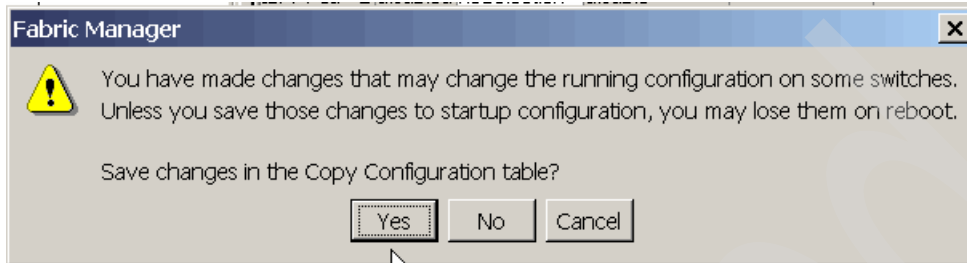 Fabric Manager
You have made changes that may change the running configuration on some switches.
Unless you save those changes to startup configuration, you may lose them on reboot.
Save changes in the Copy Configuration table?
Yes No Cancel